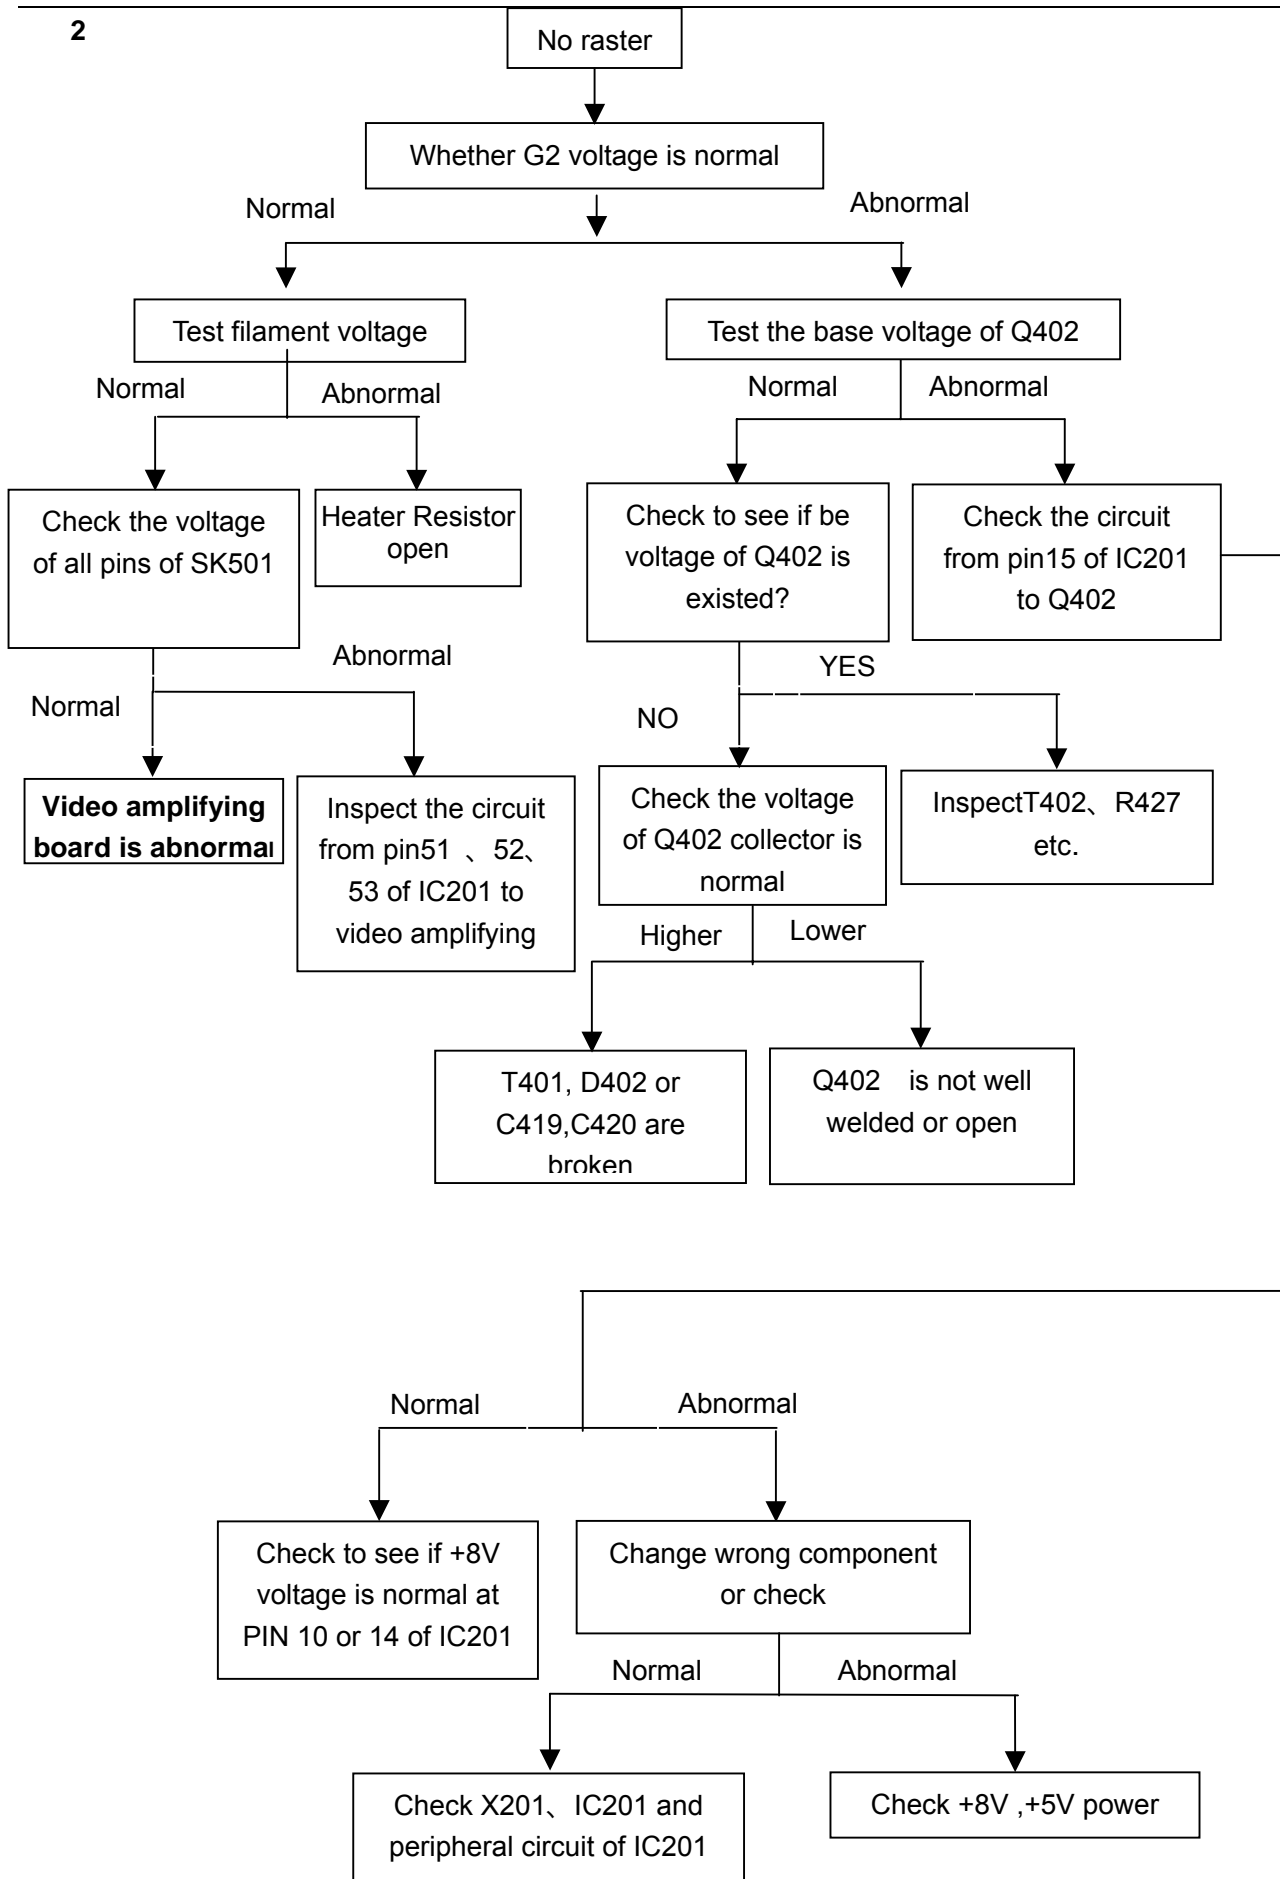 2
No raster
Whether G2 voltage is normal
Normal
Abnormal
Test filament voltage
Test the base voltage of Q402
Normal
Abnormal
Normal
Abnormal
Check the voltage
of all pins of SK501
Heater Resistor
open
Check to see if be
voltage of Q402 is
existed?
Check the circuit
from pin15 of IC201
to Q402
Abnormal
Normal
YES
NO
Video amplifying
board is abnormal
Inspect the circuit
from pin51 、52、
53 of IC201 to
video amplifying
Check the voltage
of Q402 collector is
normal
InspectT402、R427
etc.
Higher
Lower
T401, D402 or
C419,C420 are
broken
Q402 is not well
welded or open
Normal
Abnormal
Check to see if +8V
voltage is normal at
PIN 10 or 14 of IC201
Change wrong component
or check
Normal
Abnormal
Check X201、IC201 and
peripheral circuit of IC201
Check +8V ,+5V power